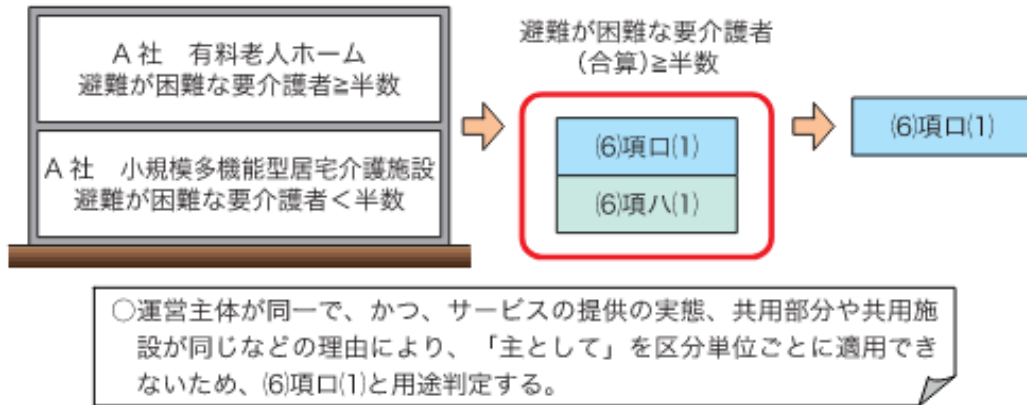 A社 有料老人ホーム
避難が困難な要介護者≧半数
A社 小規模多機能型居宅介護施設
避難が困難な要介護者＜半数
避難が困難な要介護者
（合算）≧半数
⑹項ロ⑴
⑹項ハ⑴
⑹項ロ⑴
○運営主体が同一で、かつ、サービスの提供の実態、共用部分や共用施
設が同じなどの理由により、「主として」を区分単位ごとに適用でき
ないため、⑹項ロ⑴と用途判定する。